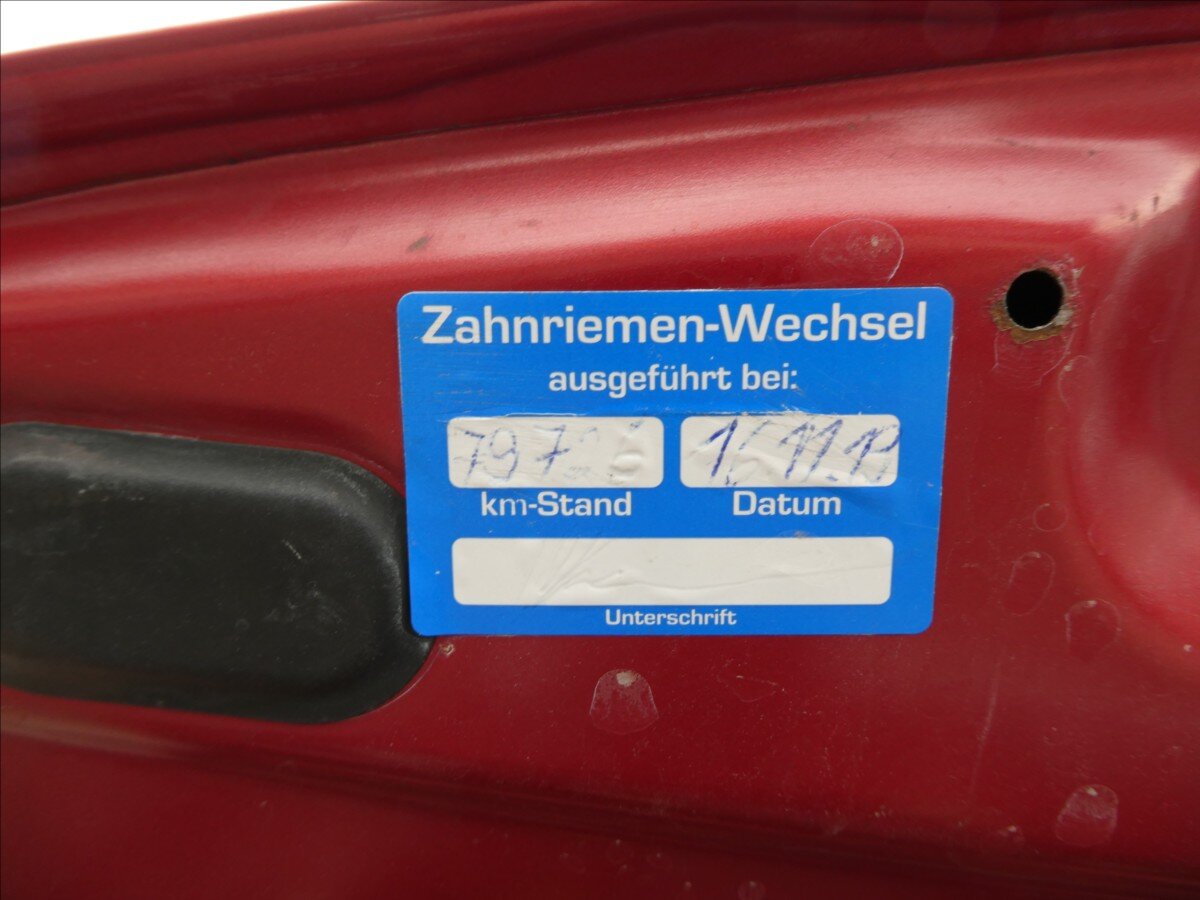 Zahnriemen-Wechsel
ausgeführt bei:
km-Stand Datum
Unterschrift